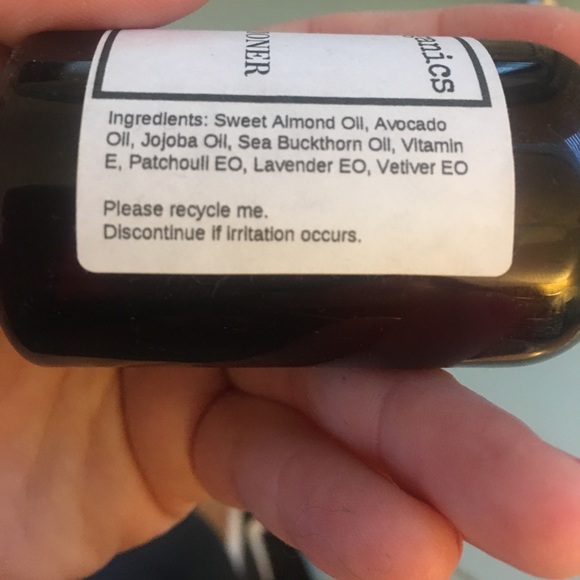 anics
ONER
Ingredients: Sweet Almond Oil, Avocado
Oil, Jojoba Oil, Sea Buckthorn Oil, Vitamin
E, Patchouli EO, Lavender EO, Vetiver EO
Please recycle me.
Discontinue if irritation occurs.